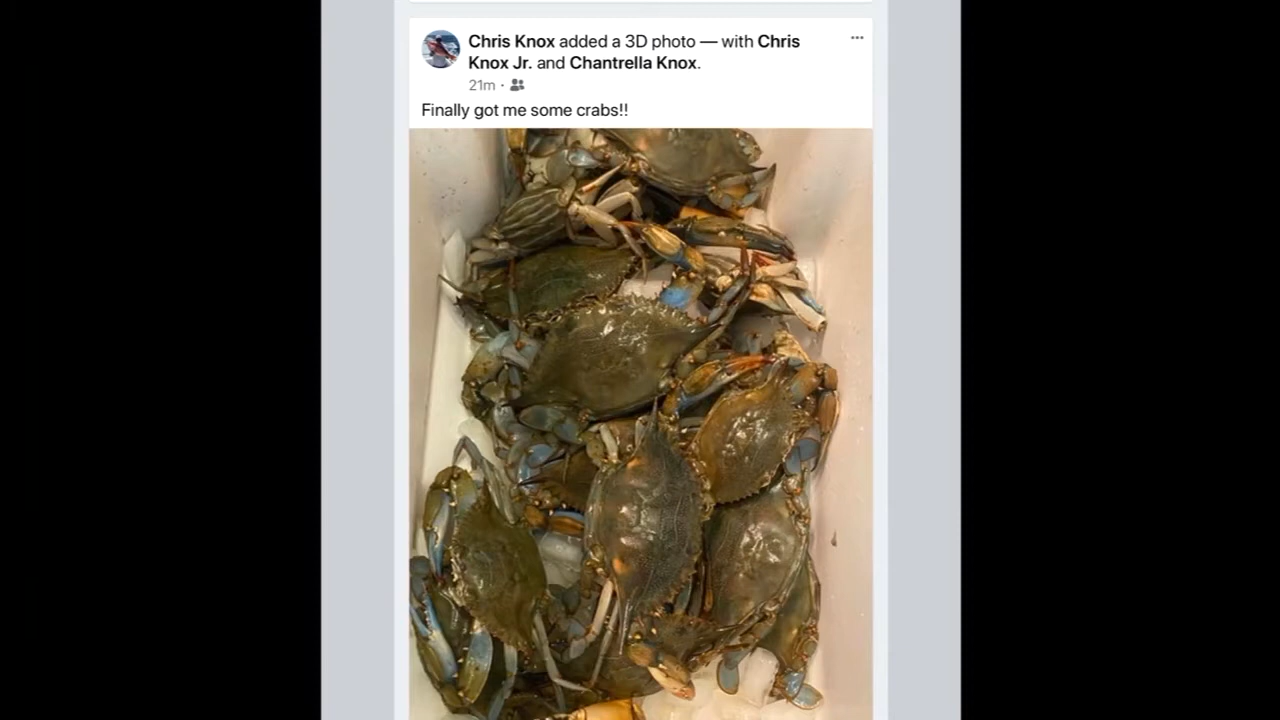 Chris Knox added a 3D photo — with Chris
Knox Jr. and Chantrella Knox.
21m ·
Finally got me some crabs!!